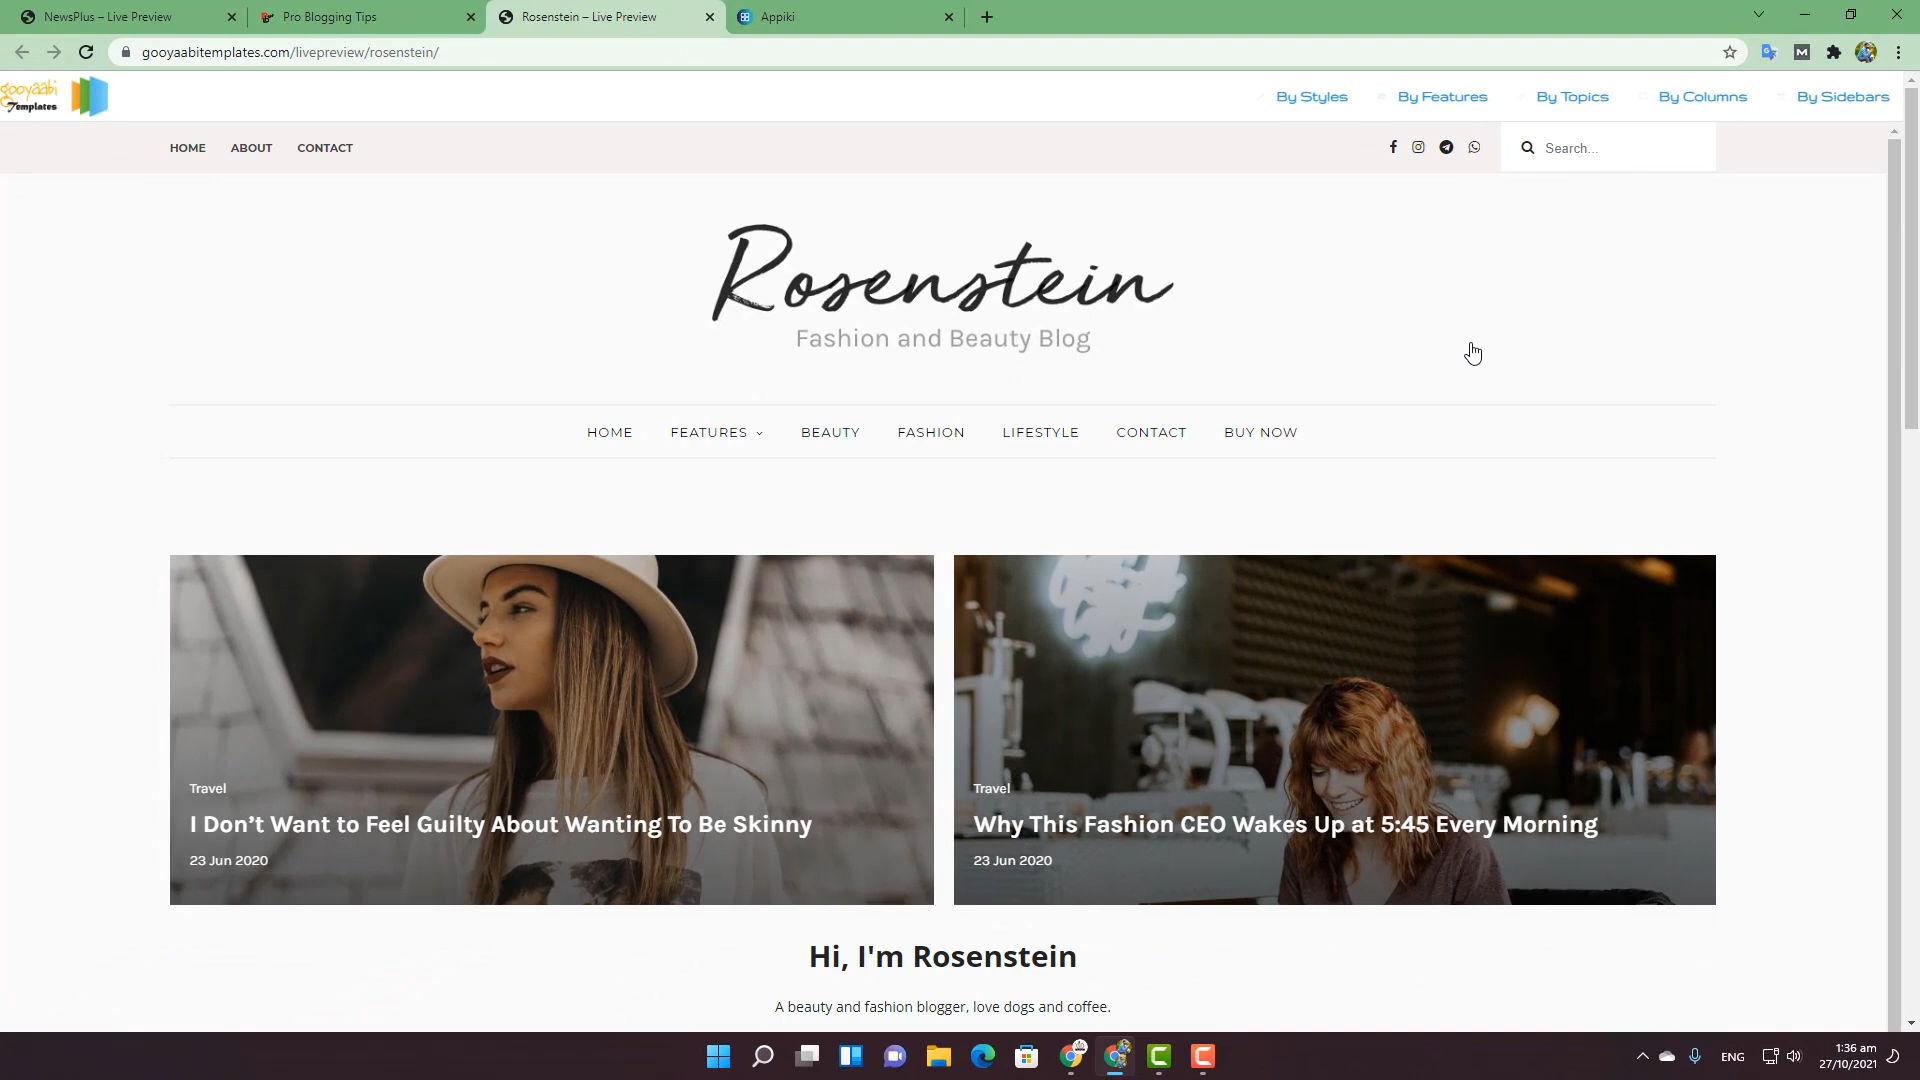 NewsPlus – Live Preview
Pro Blogging Tips
Rosenstein – Live Preview
Appiki
gooyaabitemplates.com/livepreview/rosenstein/
gooyaabi
Templates
By Styles
By Features
By Topics
By Columns
By Sidebars
HOME
ABOUT
CONTACT
Search...
Rosenstein
Fashion and Beauty Blog
HOME
FEATURES
BEAUTY
FASHION
LIFESTYLE
CONTACT
BUY NOW
Travel
I Don’t Want to Feel Guilty About Wanting To Be Skinny
23 Jun 2020
Travel
Why This Fashion CEO Wakes Up at 5:45 Every Morning
23 Jun 2020
Hi, I'm Rosenstein
A beauty and fashion blogger, love dogs and coffee.
ENG
1:36 am
27/10/2021